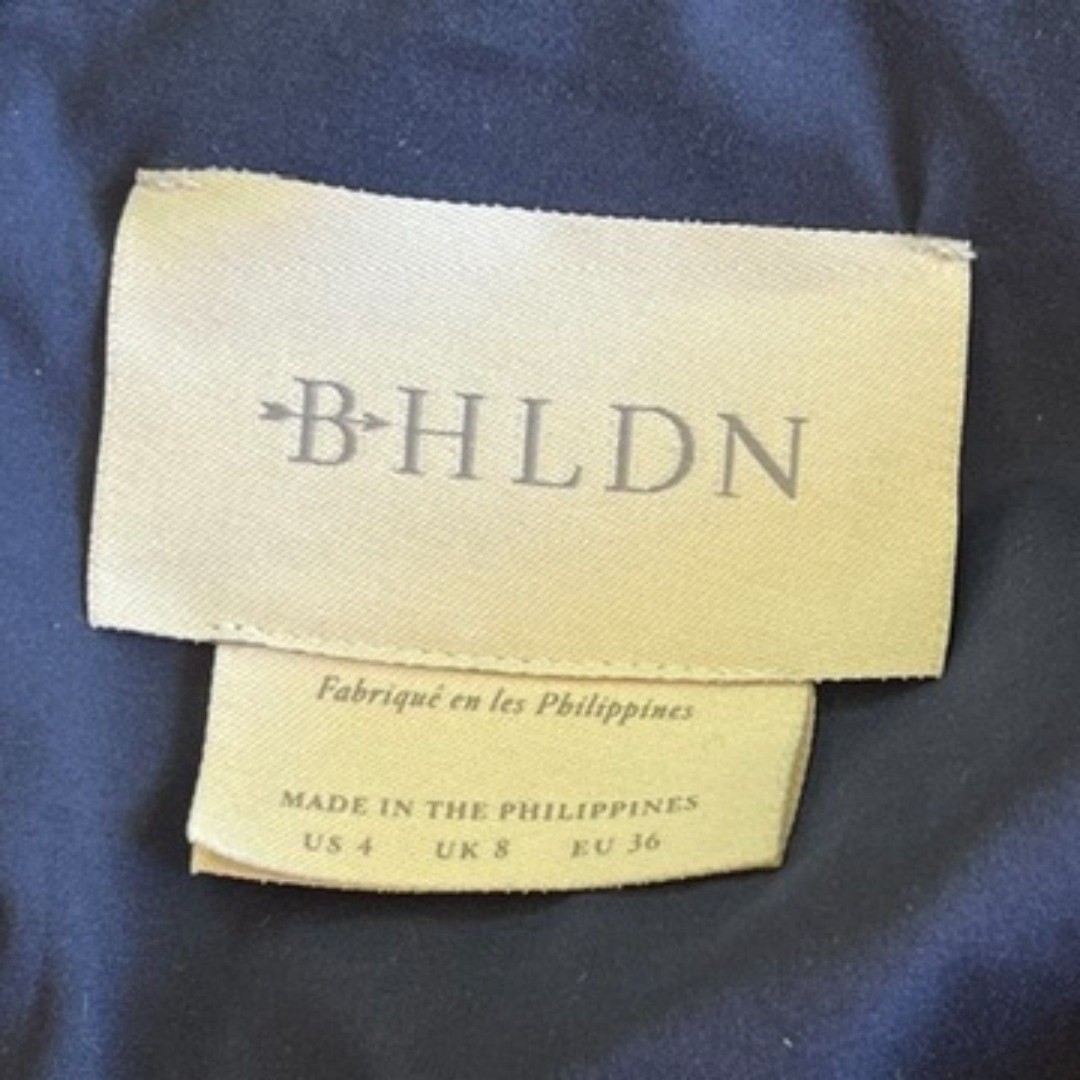 BHLDN
Fabriqué en les Philippines
MADE IN THE PHILIPPINES
US 4 UK 8 EU 36